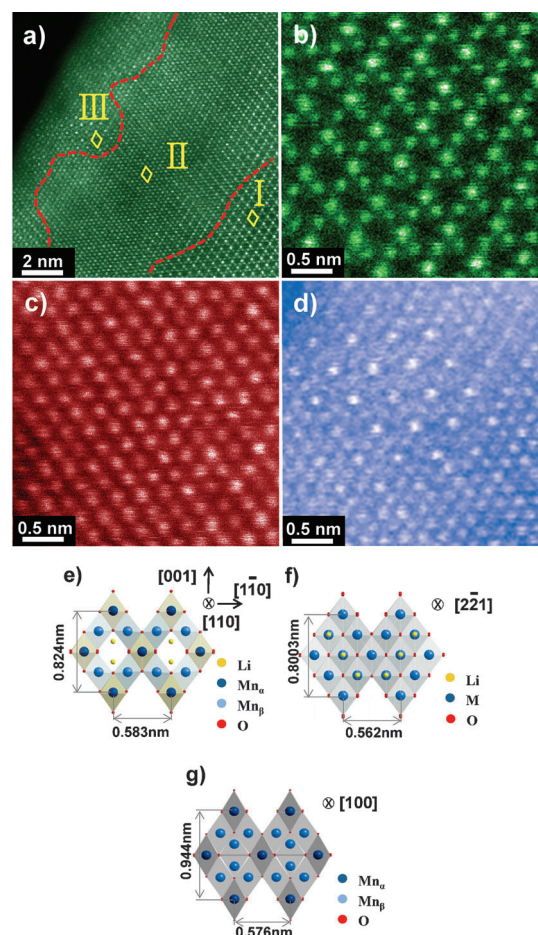 a)
III
II
I
2 nm
b)
0.5 nm
c)
0.5 nm
d)
0.5 nm
e)
[001]
[11̄0]
[110]
0.824nm
0.583nm
Li
Mnα
Mnβ
O
f)
[22̄1]
0.8003nm
0.562nm
Li
M
O
g)
[100]
0.944nm
0.576nm
Mnα
Mnβ
O